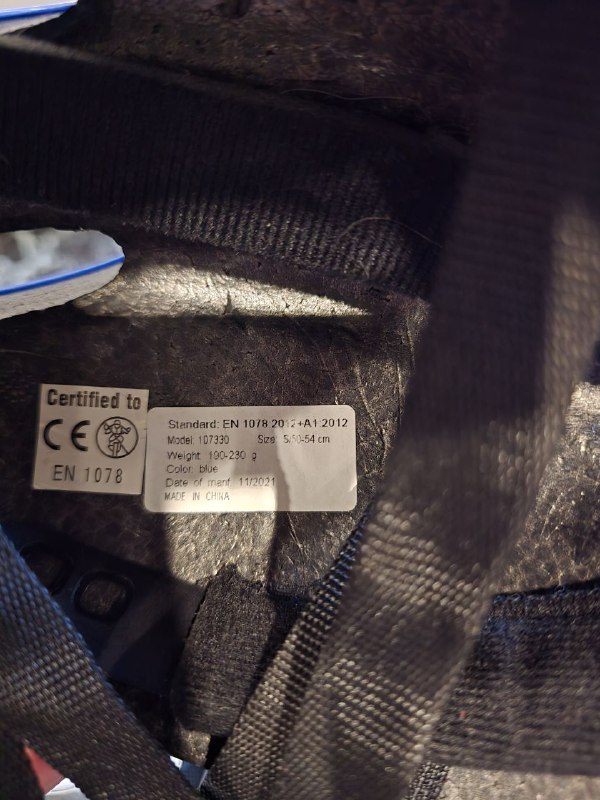 Certified to
CE
EN 1078
Standard: EN 1078:2012+A1:2012
Model: 107330 Size: S/50-54 cm
Weight: 190-230 g
Color: blue
Date of manf. 11/2021
MADE IN CHINA